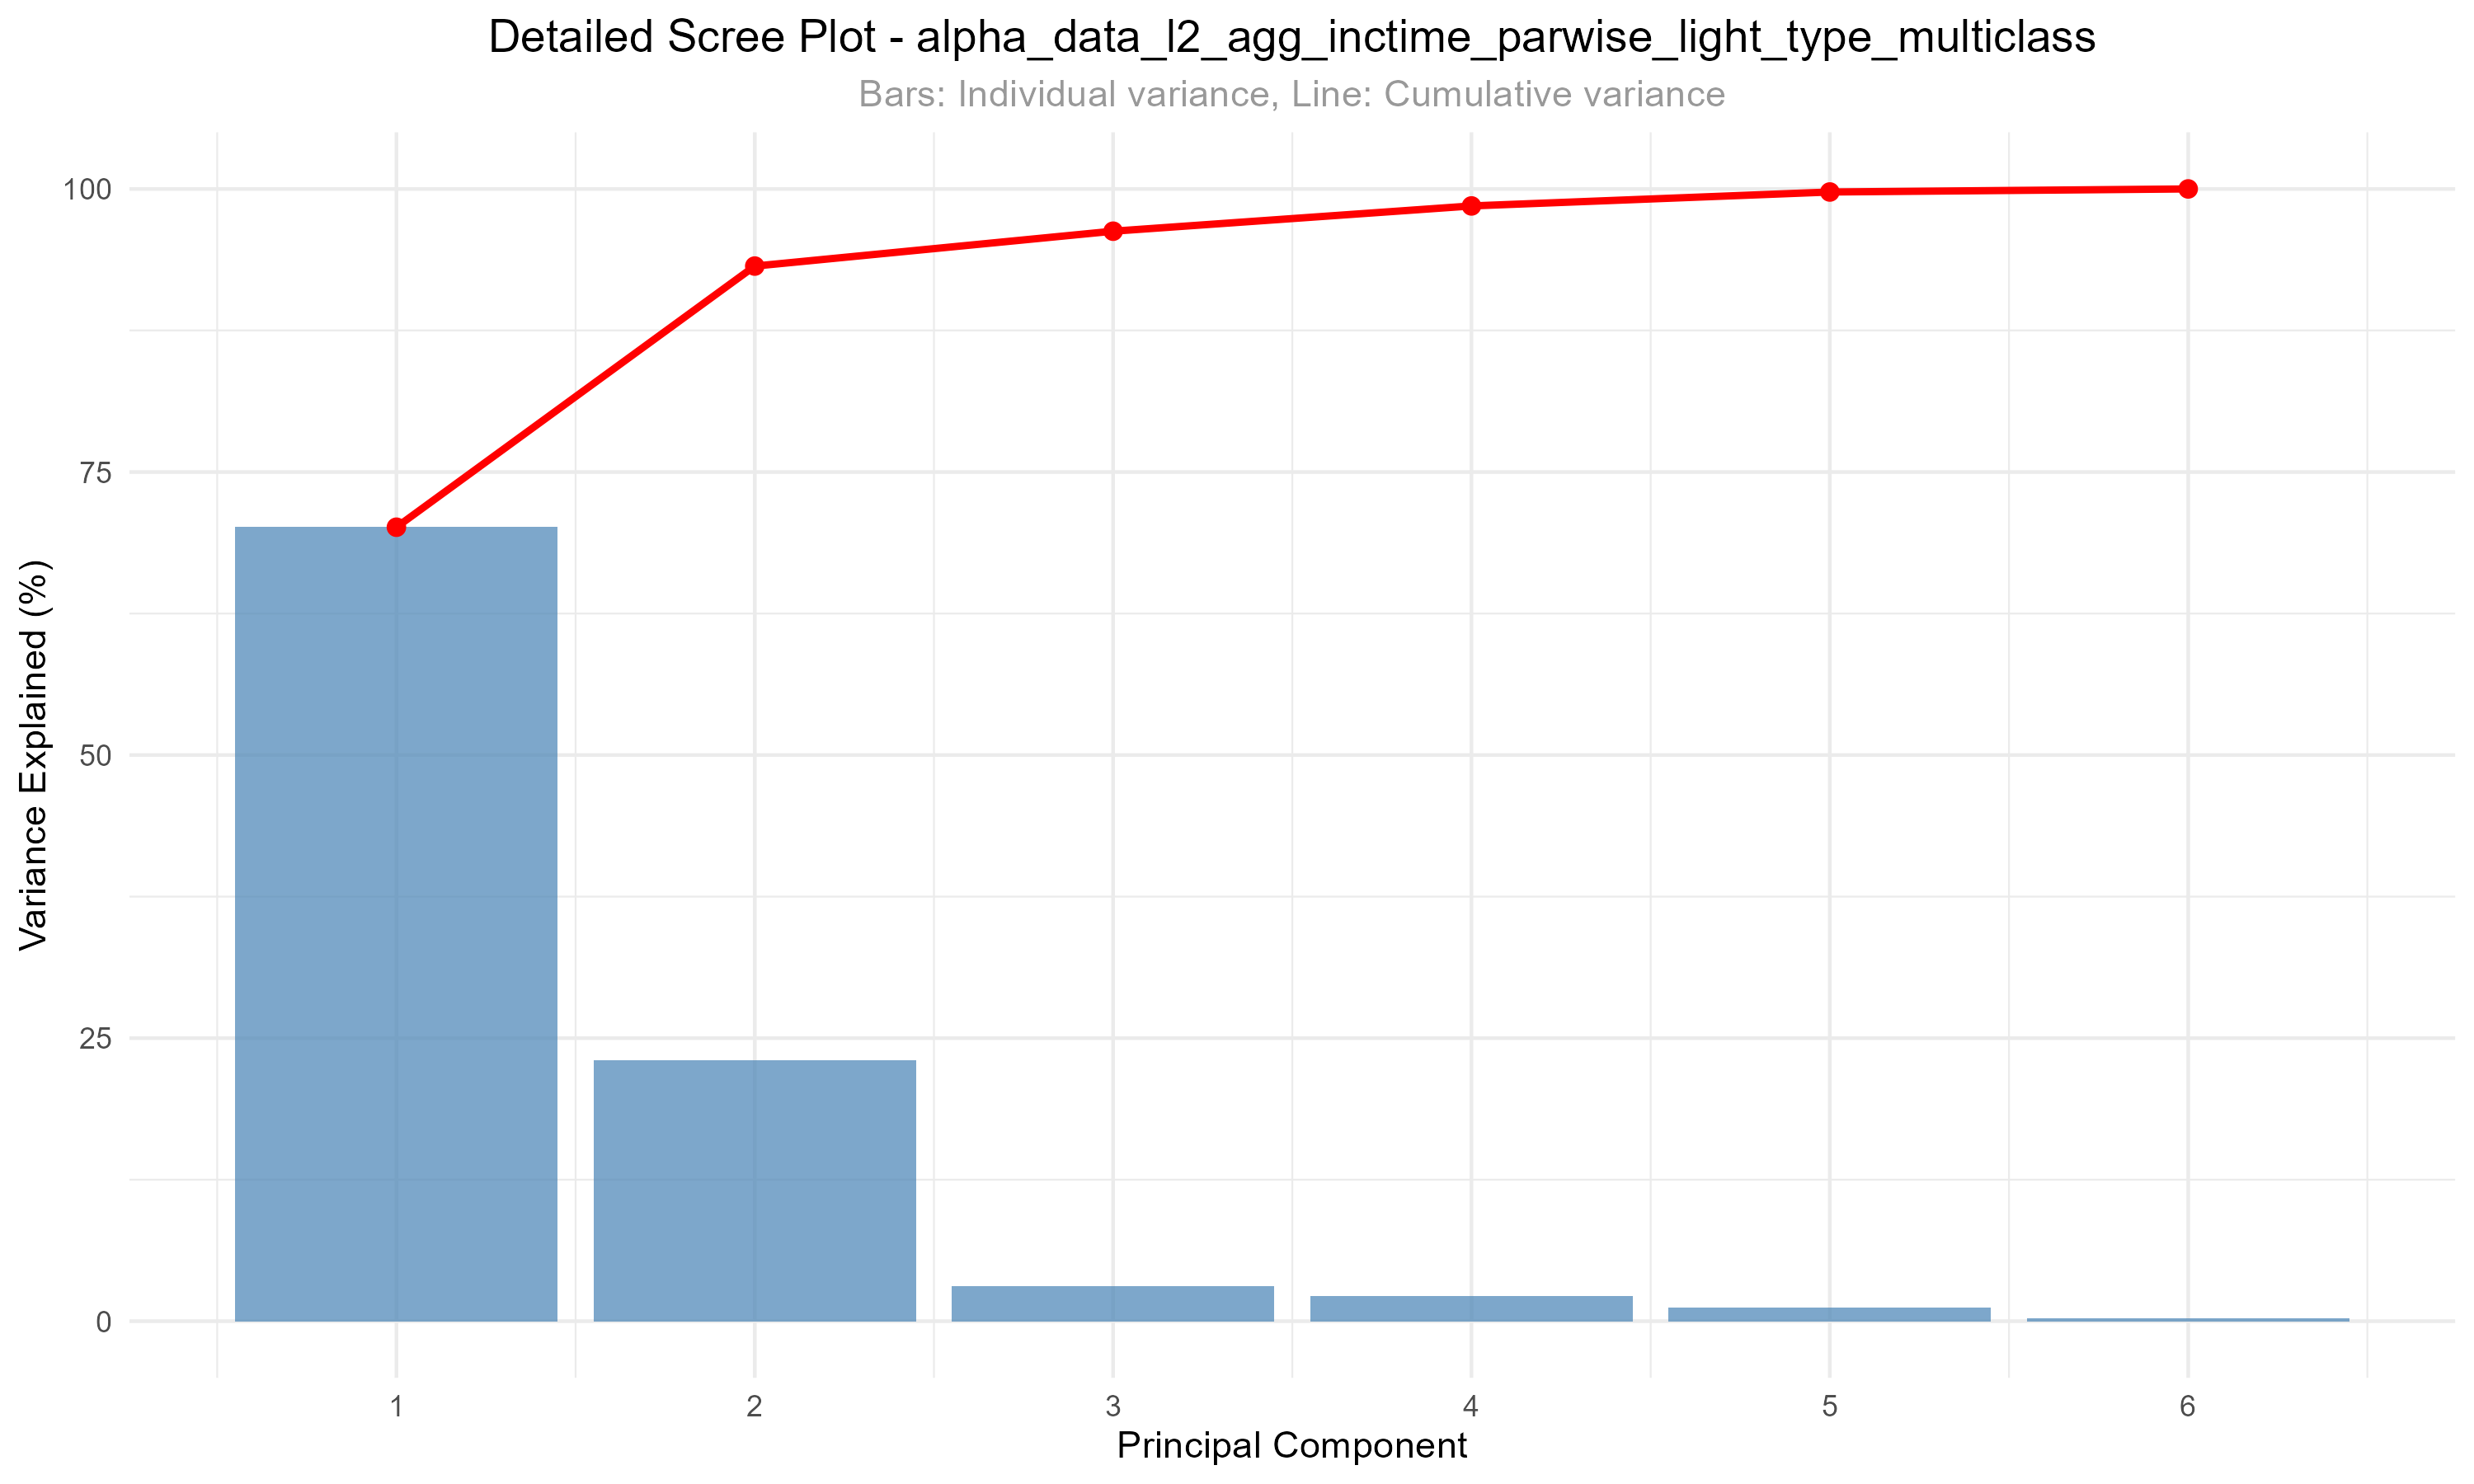 Detailed Scree Plot - alpha_data_l2_agg_inctime_parwise_light_type_multiclass
Bars: Individual variance, Line: Cumulative variance
Variance Explained (%)
100
75
50
25
0
1 2 3 4 5 6
Principal Component